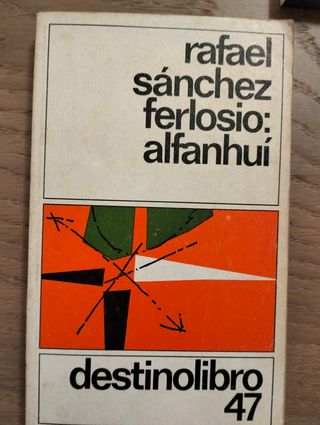 rafael
sánchez
ferlosio:
alfanhuí
destinolibro
47